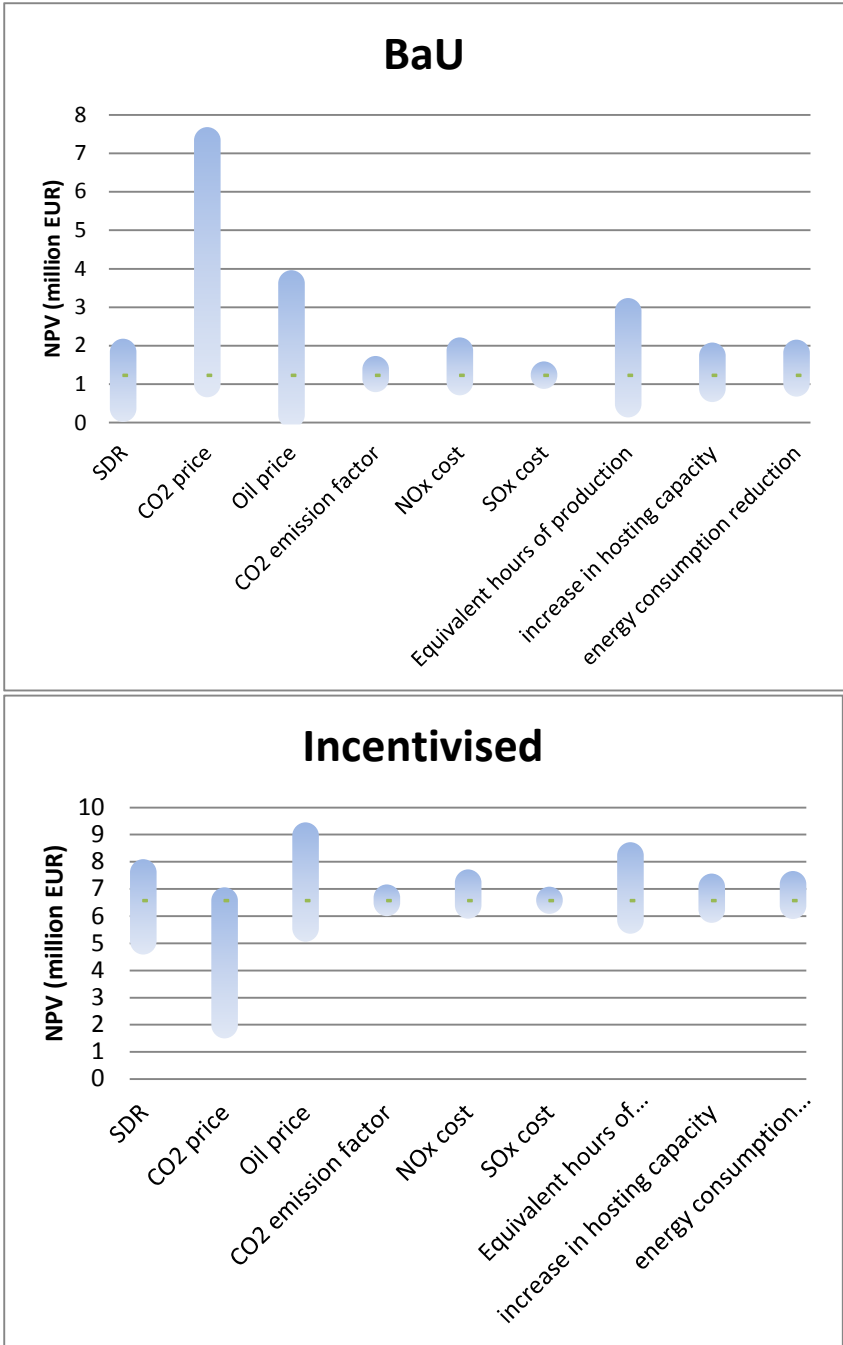 BaU
NPV (million EUR)
8
7
6
5
4
3
2
1
0
SDR
CO2 price
Oil price
CO2 emission factor
NOx cost
SOx cost
Equivalent hours of production
increase in hosting capacity
energy consumption reduction
Incentivised
NPV (million EUR)
10
9
8
7
6
5
4
3
2
1
0
SDR
CO2 price
Oil price
CO2 emission factor
NOx cost
SOx cost
Equivalent hours of...
increase in hosting capacity
energy consumption...